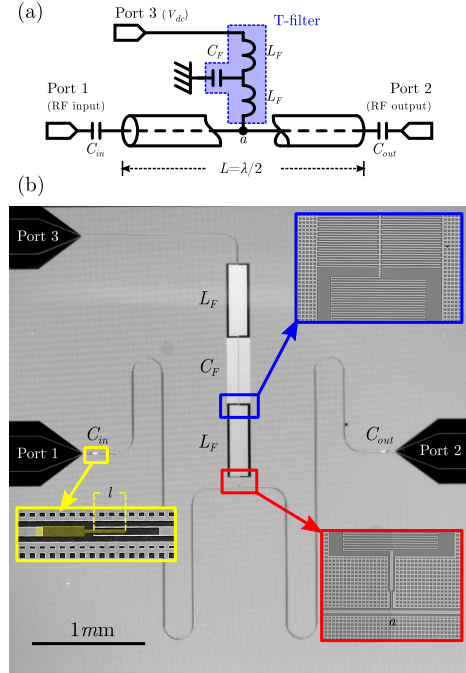 (a)
T-filter
Port 3 (V_dc)
C_F
L_F
L_F
Port 1
(RF input)
Port 2
(RF output)
a
C_in
C_out
L=λ/2
(b)
Port 3
L_F
C_F
C_in
C_out
L_F
Port 1
Port 2
l
a
1mm